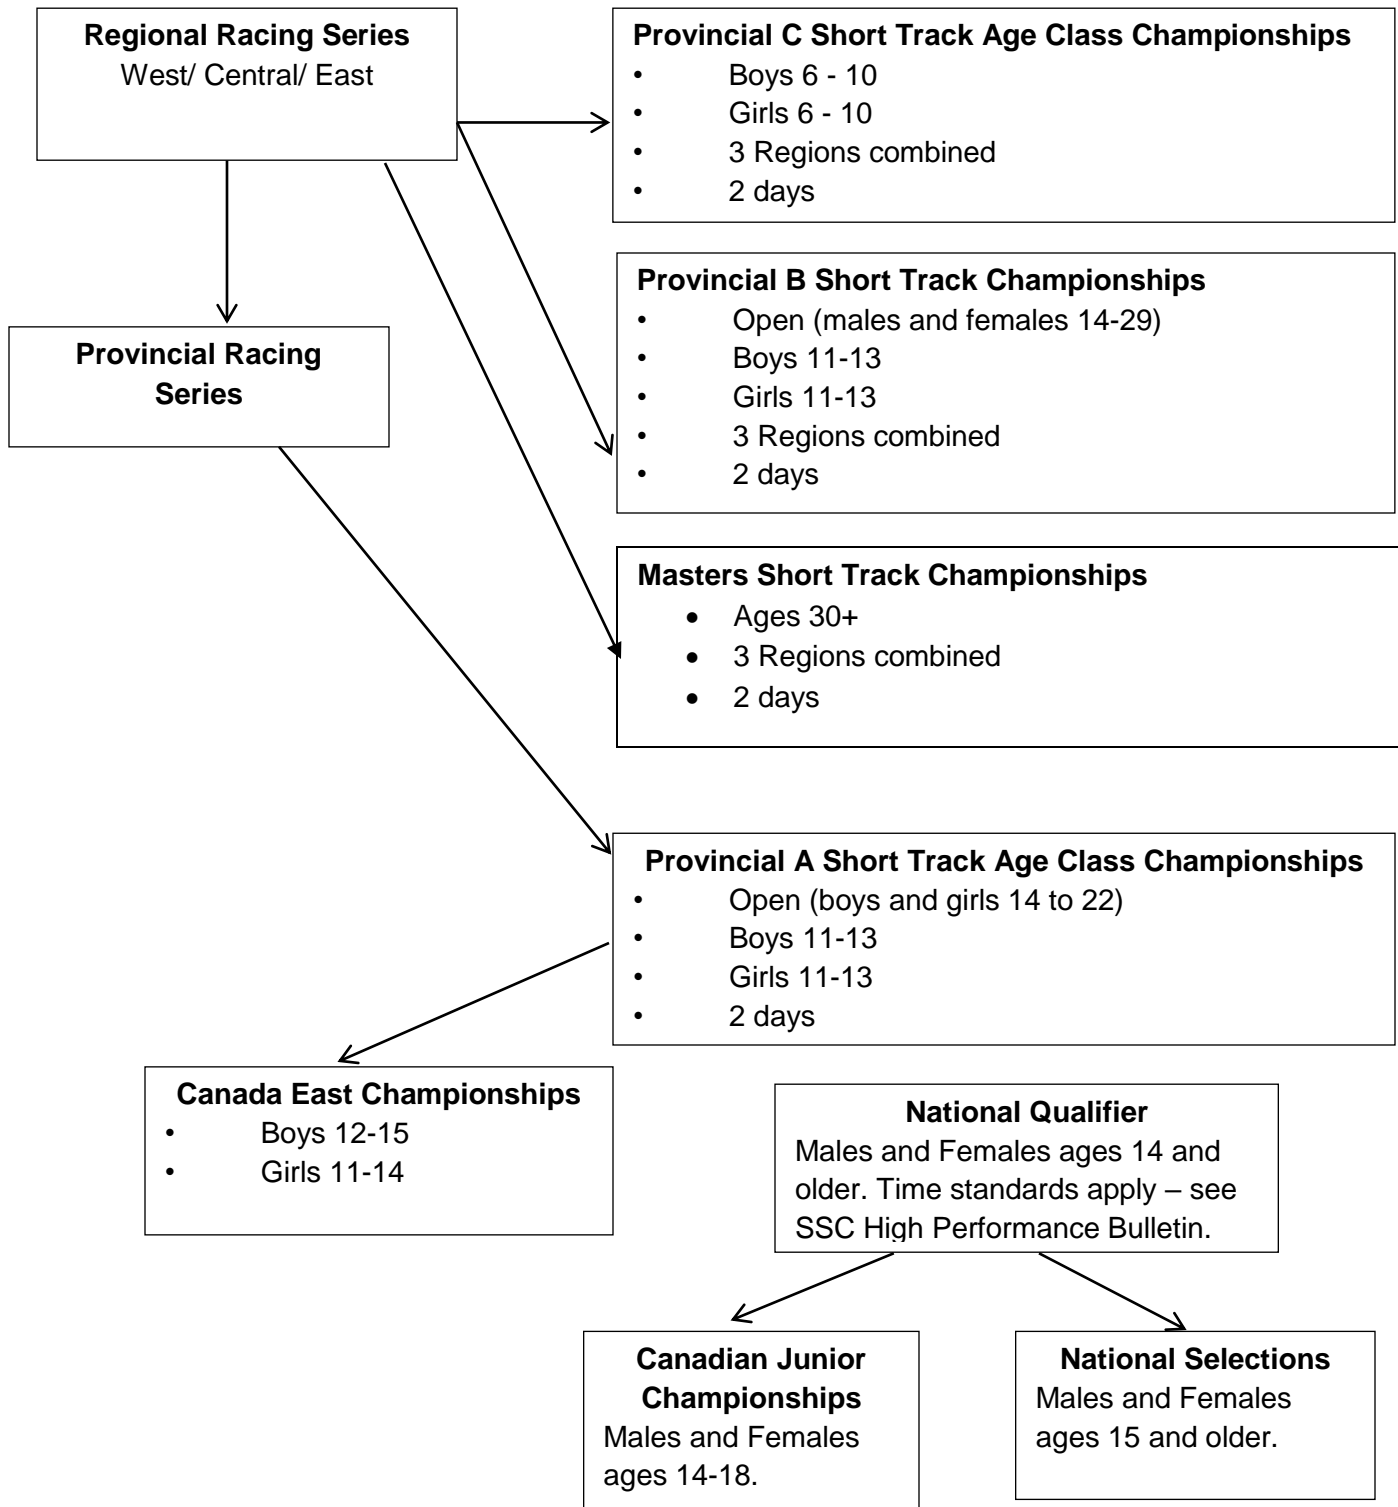 Regional Racing Series
West/ Central/ East
Provincial C Short Track Age Class Championships
• Boys 6 - 10
• Girls 6 - 10
• 3 Regions combined
• 2 days
Provincial B Short Track Championships
• Open (males and females 14-29)
• Boys 11-13
• Girls 11-13
• 3 Regions combined
• 2 days
Provincial Racing
Series
Masters Short Track Championships
• Ages 30+
• 3 Regions combined
• 2 days
Provincial A Short Track Age Class Championships
• Open (boys and girls 14 to 22)
• Boys 11-13
• Girls 11-13
• 2 days
Canada East Championships
• Boys 12-15
• Girls 11-14
National Qualifier
Males and Females ages 14 and
older. Time standards apply – see
SSC High Performance Bulletin.
Canadian Junior
Championships
Males and Females
ages 14-18.
National Selections
Males and Females
ages 15 and older.